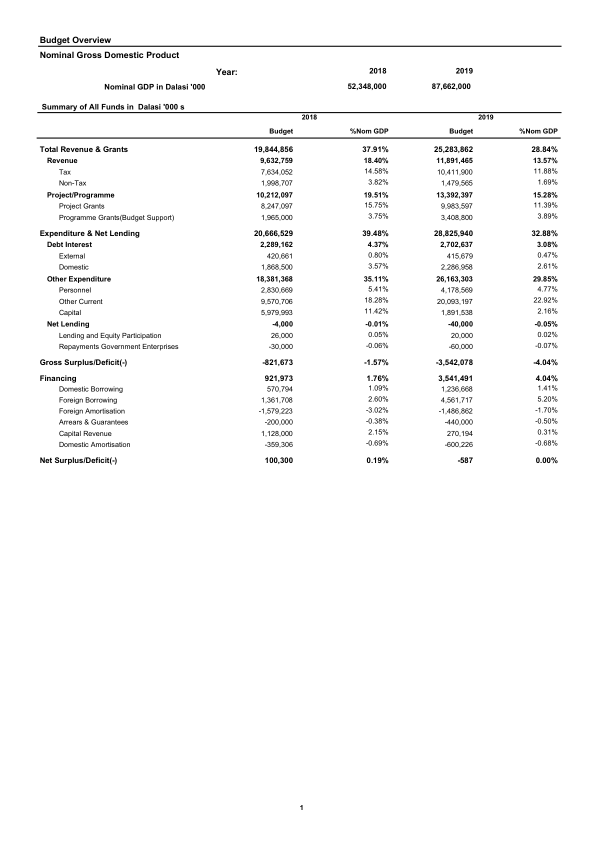 Budget Overview
Nominal Gross Domestic Product
Year: 2018 2019
Nominal GDP in Dalasi '000 52,348,000 87,662,000
Summary of All Funds in Dalasi '000 s
2018 2019
Budget %Nom GDP Budget %Nom GDP
Total Revenue & Grants 19,844,856 37.91% 25,283,862 28.84%
Revenue 9,632,759 18.40% 11,891,465 13.57%
Tax 7,634,052 14.58% 10,411,900 11.88%
Non-Tax 1,998,707 3.82% 1,479,565 1.69%
Project/Programme 10,212,097 19.51% 13,392,397 15.28%
Project Grants 8,247,097 15.75% 9,983,597 11.39%
Programme Grants(Budget Support) 1,965,000 3.75% 3,408,800 3.89%
Expenditure & Net Lending 20,666,529 39.48% 28,825,940 32.88%
Debt Interest 2,289,162 4.37% 2,702,637 3.08%
External 420,661 0.80% 415,679 0.47%
Domestic 1,868,500 3.57% 2,286,958 2.61%
Other Expenditure 18,381,368 35.11% 26,163,303 29.85%
Personnel 2,830,669 5.41% 4,178,569 4.77%
Other Current 9,570,706 18.28% 20,093,197 22.92%
Capital 5,979,993 11.42% 1,891,538 2.16%
Net Lending -4,000 -0.01% -40,000 -0.05%
Lending and Equity Participation 26,000 0.05% 20,000 0.02%
Repayments Government Enterprises -30,000 -0.06% -60,000 -0.07%
Gross Surplus/Deficit(-) -821,673 -1.57% -3,542,078 -4.04%
Financing 921,973 1.76% 3,541,491 4.04%
Domestic Borrowing 570,794 1.09% 1,236,668 1.41%
Foreign Borrowing 1,361,708 2.60% 4,561,717 5.20%
Foreign Amortisation -1,579,223 -3.02% -1,486,862 -1.70%
Arrears & Guarantees -200,000 -0.38% -440,000 -0.50%
Capital Revenue 1,128,000 2.15% 270,194 0.31%
Domestic Amortisation -359,306 -0.69% -600,226 -0.68%
Net Surplus/Deficit(-) 100,300 0.19% -587 0.00%
1